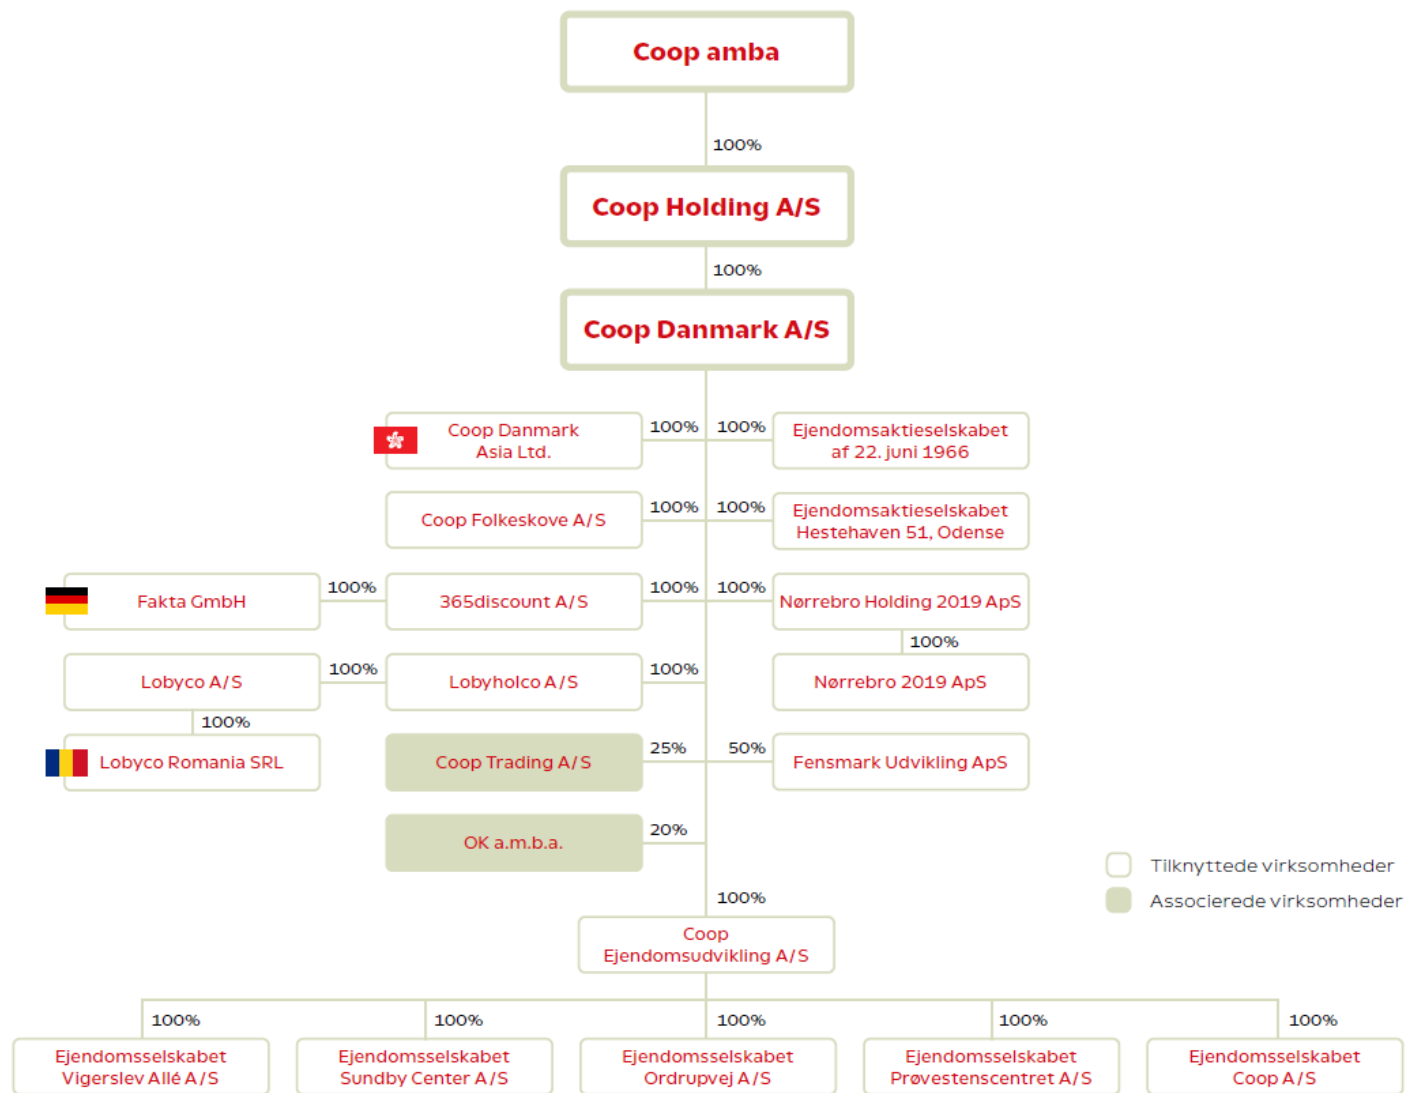 Coop amba
100%
Coop Holding A/S
100%
Coop Danmark A/S
Coop Danmark
Asia Ltd.
100%
100%
Ejendomsaktieselskabet
af 22. juni 1966
Coop Folkeskove A/S
100%
100%
Ejendomsaktieselskabet
Hestehaven 51, Odense
Fakta GmbH
100%
365discount A/S
100%
100%
Nørrebro Holding 2019 ApS
100%
Lobyco A/S
100%
Lobyholco A/S
100%
Nørrebro 2019 ApS
100%
Lobyco Romania SRL
Coop Trading A/S
25%
50%
Fensmark Udvikling ApS
OK a.m.b.a.
20%
Tilknyttede virksomheder
Associerede virksomheder
100%
Coop
Ejendomsudvikling A/S
100%
100%
100%
100%
100%
Ejendomsselskabet
Vigerslev Allé A/S
Ejendomsselskabet
Sundby Center A/S
Ejendomsselskabet
Ordrupvej A/S
Ejendomsselskabet
Prøvestenscentret A/S
Ejendomsselskabet
Coop A/S